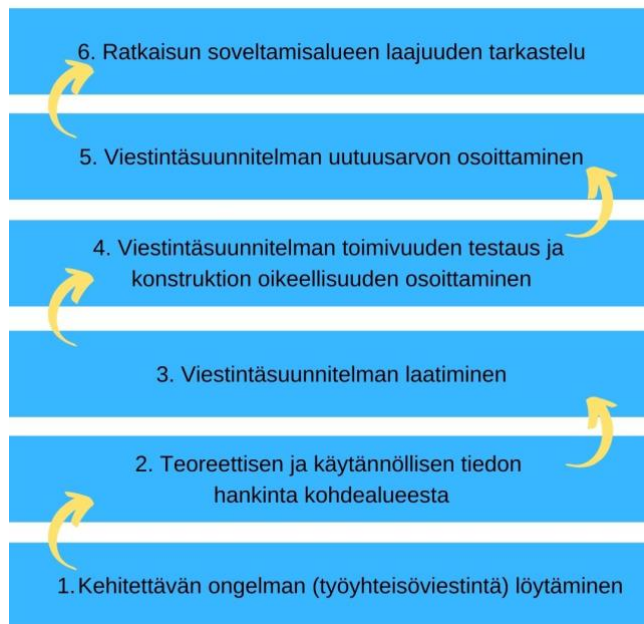 6. Ratkaisun soveltamisalueen laajuuden tarkastelu
5. Viestintäsuunnitelman uutuusarvon osoittaminen
4. Viestintäsuunnitelman toimivuuden testaus ja
konstruktion oikeellisuuden osoittaminen
3. Viestintäsuunnitelman laatiminen
2. Teoreettisen ja käytännöllisen tiedon
hankinta kohdealueesta
1. Kehitettävän ongelman (työyhteisöviestintä) löytäminen